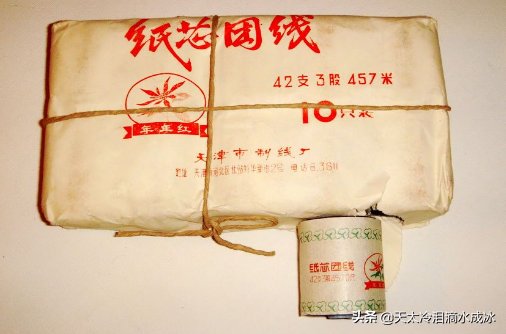 纸芯团线
42支3股457米
10只装
年年红
天津市制线厂
纸芯团线
头条 @天太冷泪滴水成冰